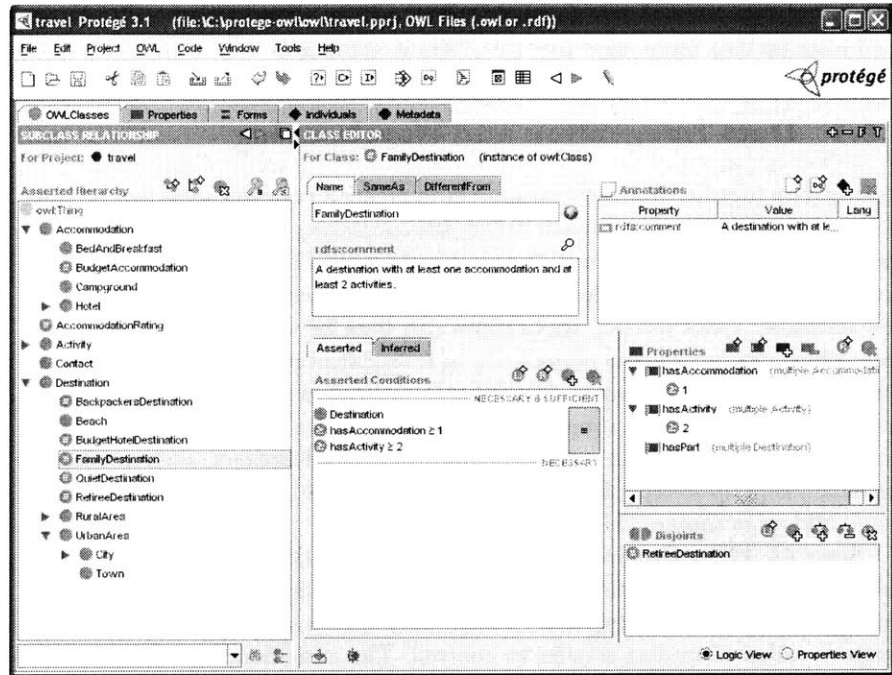 travel Protégé 3.1 (file:\C:\protege-owl\owl\travel.pprj, OWL Files (.owl or .rdf))
File Edit Project OWL Code Window Tools Help
protégé
OWLClasses Properties Forms Individuals Metadata
SUBCLASS RELATIONSHIP
For Project: travel
Asserted Hierarchy
owl:Thing
Accommodation
BedAndBreakfast
BudgetAccommodation
Campground
Hotel
AccommodationRating
Activity
Contact
Destination
BackpackersDestination
Beach
BudgetHotelDestination
FamilyDestination
QuietDestination
RetireeDestination
RuralArea
UrbanArea
City
Town
CLASS EDITOR
For Class: FamilyDestination (instance of owl:Class)
Name SameAs DifferentFrom
FamilyDestination
rdfs:comment
A destination with at least one accommodation and at
least 2 activities.
Annotations
Property Value Lang
rdfs:comment A destination with at le...
Asserted Inferred
Asserted Conditions
NECESSARY & SUFFICIENT
Destination
hasAccommodation ≥ 1
hasActivity ≥ 2
NECESSARY
Properties
hasAccommodation (multiple Accommodati
1
hasActivity (multiple Activity)
2
hasPart (multiple Destination)
Disjoints
RetireeDestination
Logic View Properties View